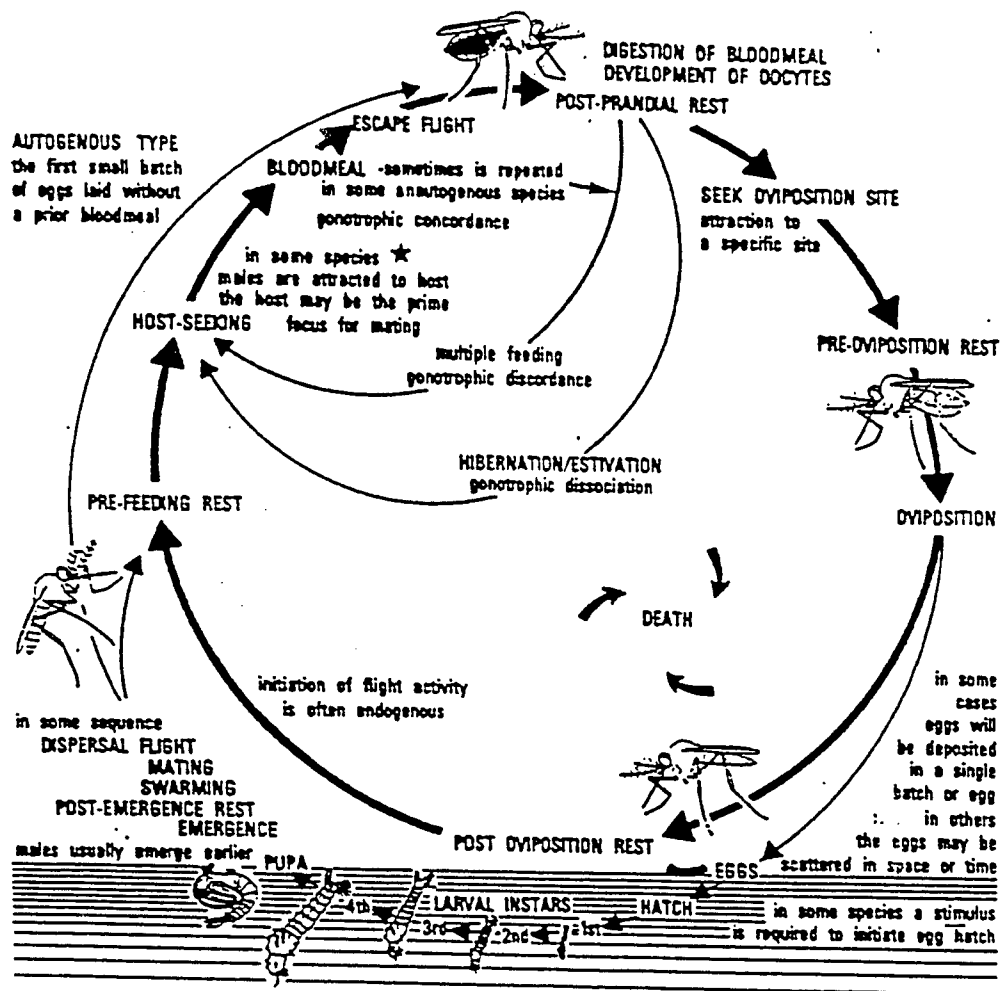 DIGESTION OF BLOODMEAL
DEVELOPMENT OF OOCYTES
POST-PRANDIAL REST
ESCAPE FLIGHT
AUTOGENOUS TYPE
the first small batch
of eggs laid without
a prior bloodmeal
BLOODMEAL -sometimes is repeated
in some anautogenous species
gonotrophic concordance
SEEK OVIPOSITION SITE
attraction to
a specific site
in some species ★
males are attracted to host
the host may be the prime
focus for mating
HOST-SEEKING
PRE-OVIPOSITION REST
multiple feeding
gonotrophic discordance
HIBERNATION/ESTIVATION
gonotrophic dissociation
PRE-FEEDING REST
OVIPOSITION
DEATH
initiation of flight activity
is often endogenous
in some
cases
eggs will
be deposited
in a single
batch or egg
in others
the eggs may be
scattered in space or time
in some sequence
DISPERSAL FLIGHT
MATING
SWARMING
POST-EMERGENCE REST
EMERGENCE
males usually emerge earlier
POST OVIPOSITION REST
PUPA
EGGS
4th
LARVAL INSTARS
HATCH
3rd
2nd
1st
in some species a stimulus
is required to initiate egg hatch